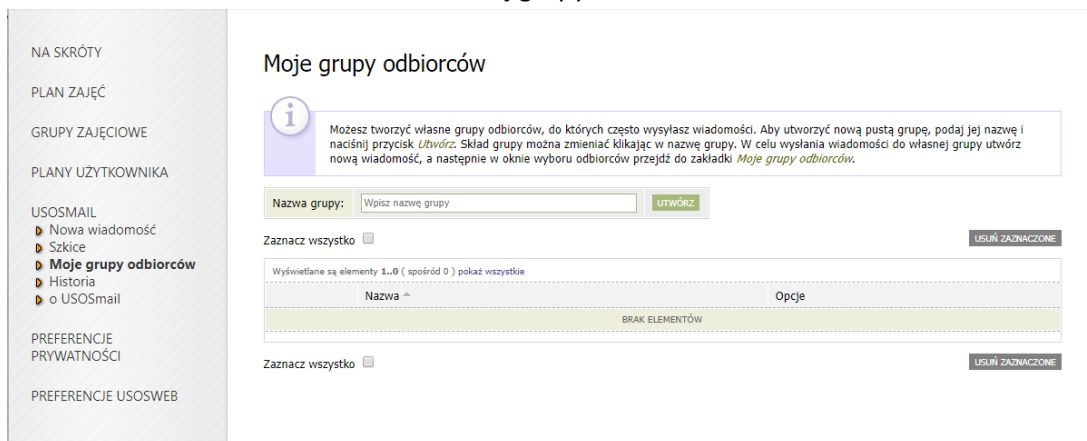 NA SKRÓTY
PLAN ZAJĘĆ
GRUPY ZAJĘCIOWE
PLANY UŻYTKOWNIKA
USOSMAIL
Nowa wiadomość
Szkice
Moje grupy odbiorców
Historia
o USOSmail
PREFERENCJE
PRYWATNOŚCI
PREFERENCJE USOSWEB
Moje grupy odbiorców
i
Możesz tworzyć własne grupy odbiorców, do których często wysyłasz wiadomości. Aby utworzyć nową pustą grupę, podaj jej nazwę i
naciśnij przycisk Utwórz. Skład grupy można zmieniać klikając w nazwę grupy. W celu wysłania wiadomości do własnej grupy utwórz
nową wiadomość, a następnie w oknie wyboru odbiorców przejdź do zakładki Moje grupy odbiorców.
Nazwa grupy: Wpisz nazwę grupy UTWÓRZ
Zaznacz wszystko USUŃ ZAZNACZONE
Wyświetlane są elementy 1..0 ( spośród 0 ) pokaż wszystkie
Nazwa Opcje
BRAK ELEMENTÓW
Zaznacz wszystko USUŃ ZAZNACZONE